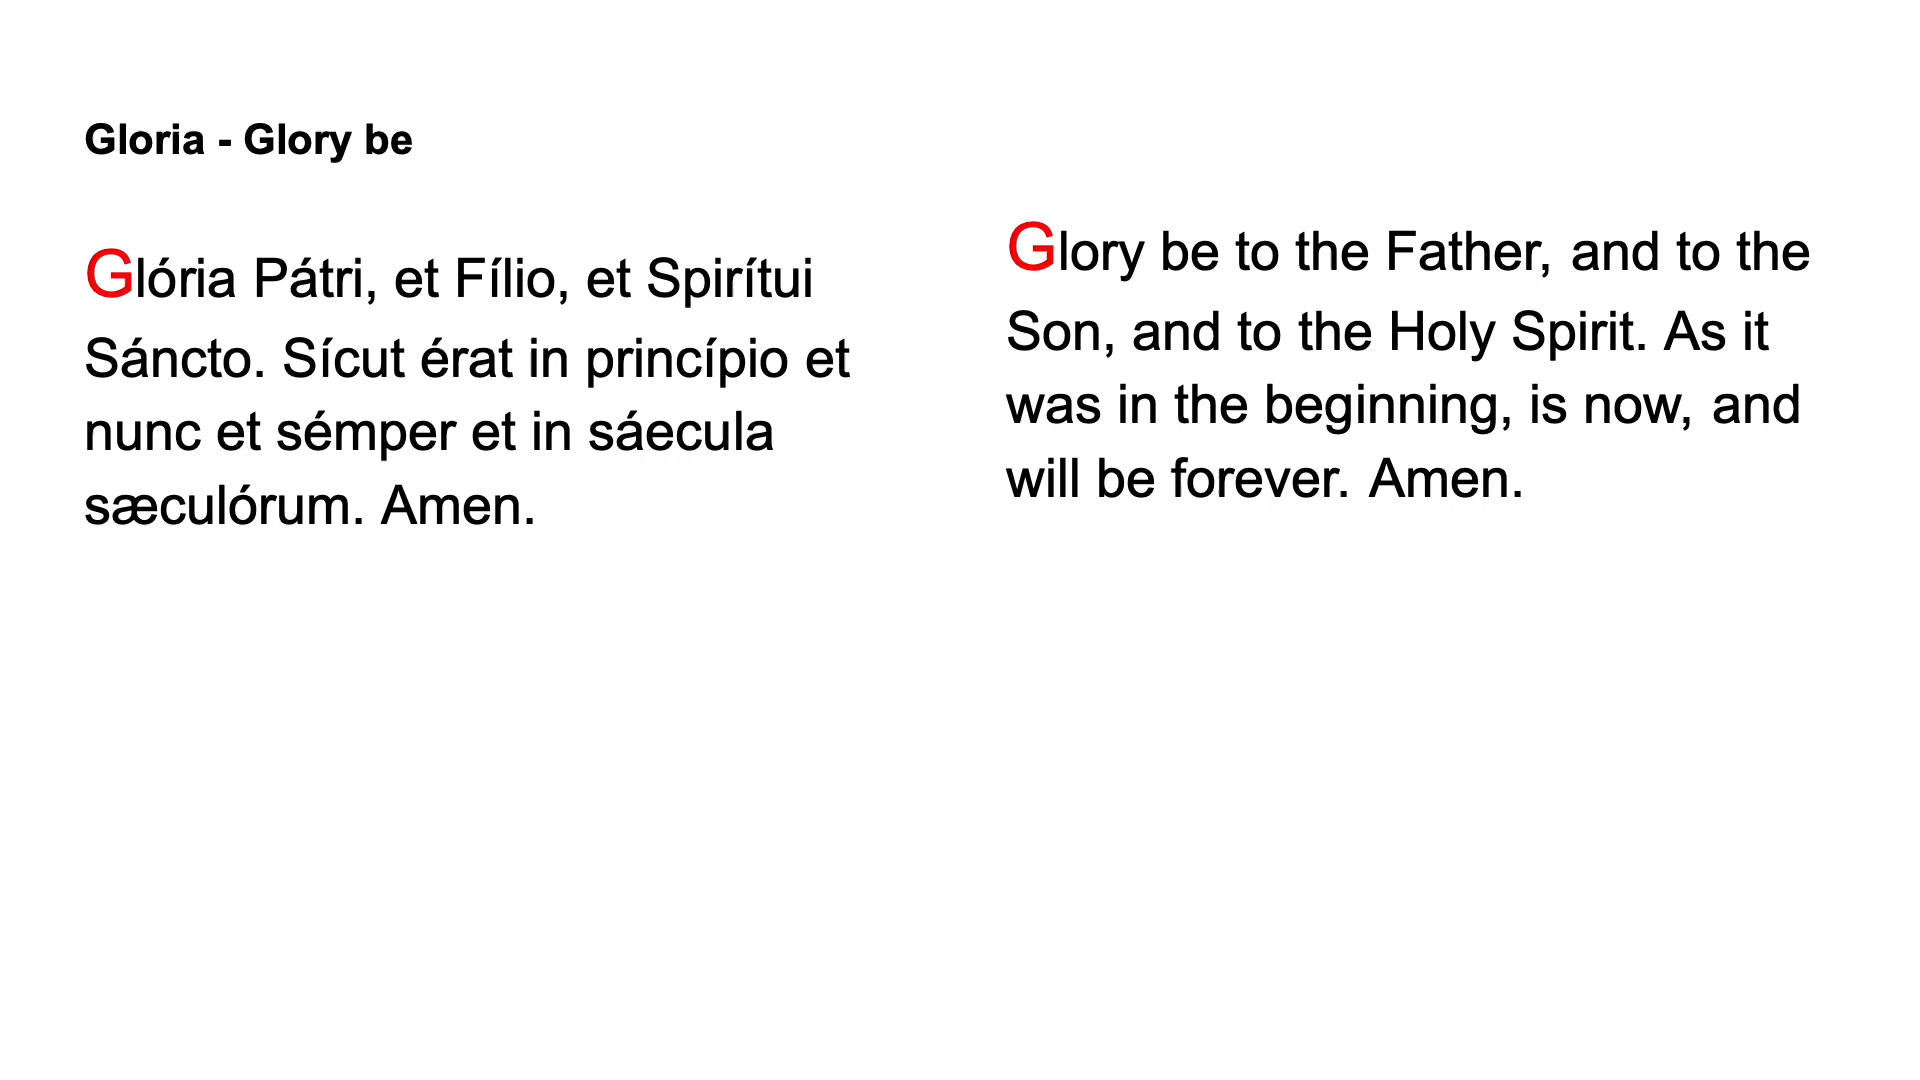 Gloria - Glory be
Glória Pátri, et Fílio, et Spirítui
Sáncto. Sícut érat in princípio et
nunc et sémper et in sáecula
sæculórum. Amen.
Glory be to the Father, and to the
Son, and to the Holy Spirit. As it
was in the beginning, is now, and
will be forever. Amen.